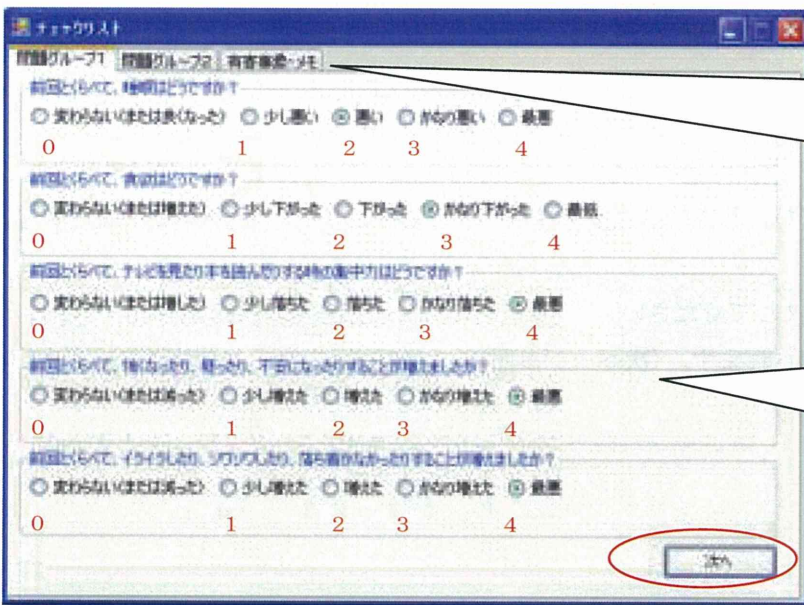 チェックリスト
問題グループ1 問題グループ2 有害事象・メモ
前回とくらべて、睡眠はどうですか?
変わらない(または良くなった) 少し悪い 悪い かなり悪い 最悪
0 1 2 3 4
前回とくらべて、食欲はどうですか?
変わらない(または増えた) 少し下がった 下がった かなり下がった 最低
0 1 2 3 4
前回とくらべて、テレビを見たり本を読んだりする時の集中力はどうですか?
変わらない(または増した) 少し落ちた 落ちた かなり落ちた 最悪
0 1 2 3 4
前回とくらべて、怖くなったり、疑ったり、不安になったりすることが増えましたか?
変わらない(または減った) 少し増えた 増えた かなり増えた 最悪
0 1 2 3 4
前回とくらべて、イライラしたり、ソワソワしたり、落ち着かなかったりすることが増えましたか?
変わらない(または減った) 少し増えた 増えた かなり増えた 最悪
0 1 2 3 4
次へ